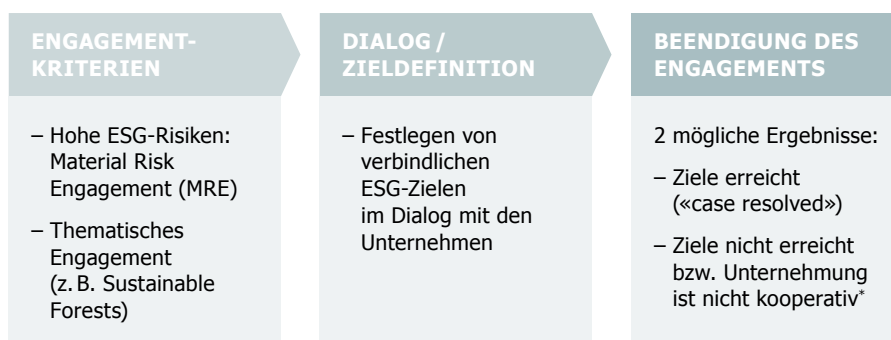 ENGAGEMENT-
KRITERIEN
– Hohe ESG-Risiken:
Material Risk
Engagement (MRE)
– Thematisches
Engagement
(z. B. Sustainable
Forests)
DIALOG /
ZIELDEFINITION
– Festlegen von
verbindlichen
ESG-Zielen
im Dialog mit den
Unternehmen
BEENDIGUNG DES
ENGAGEMENTS
2 mögliche Ergebnisse:
– Ziele erreicht
(«case resolved»)
– Ziele nicht erreicht
bzw. Unternehmung
ist nicht kooperativ*